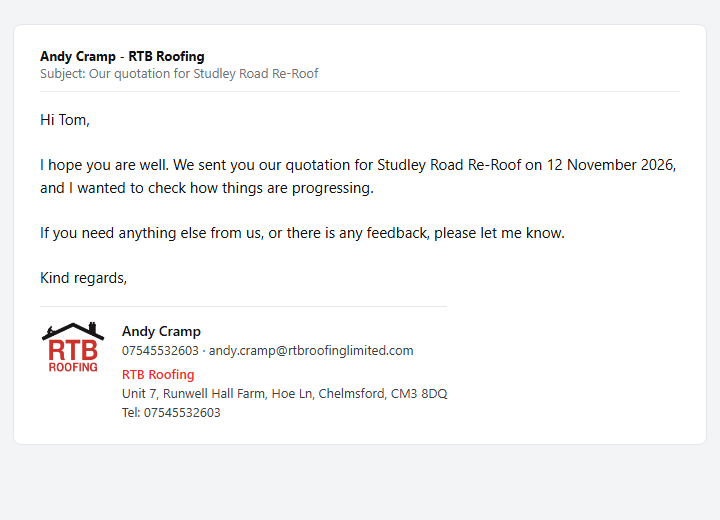 Andy Cramp - RTB Roofing
Subject: Our quotation for Studley Road Re-Roof
Hi Tom,
I hope you are well. We sent you our quotation for Studley Road Re-Roof on 12 November 2026,
and I wanted to check how things are progressing.
If you need anything else from us, or there is any feedback, please let me know.
Kind regards,
RTB
ROOFING
Andy Cramp
07545532603 · andy.cramp@rtbroofinglimited.com
RTB Roofing
Unit 7, Runwell Hall Farm, Hoe Ln, Chelmsford, CM3 8DQ
Tel: 07545532603